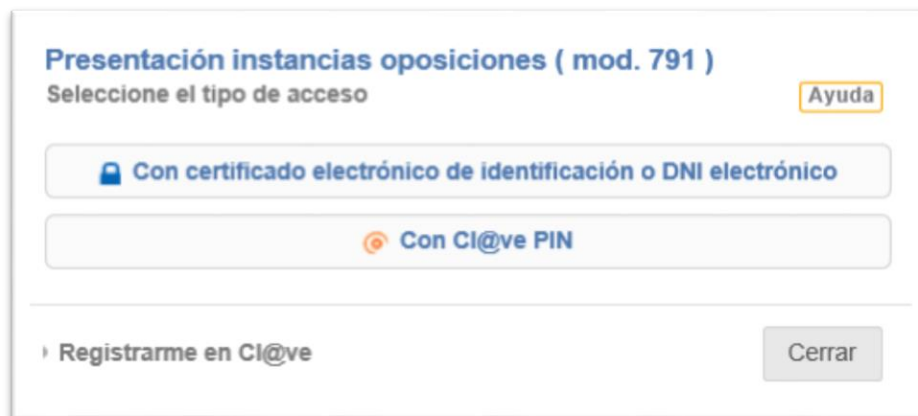 Presentación instancias oposiciones ( mod. 791 )
Seleccione el tipo de acceso
Ayuda
Con certificado electrónico de identificación o DNI electrónico
Con Cl@ve PIN
Registrarme en Cl@ve
Cerrar